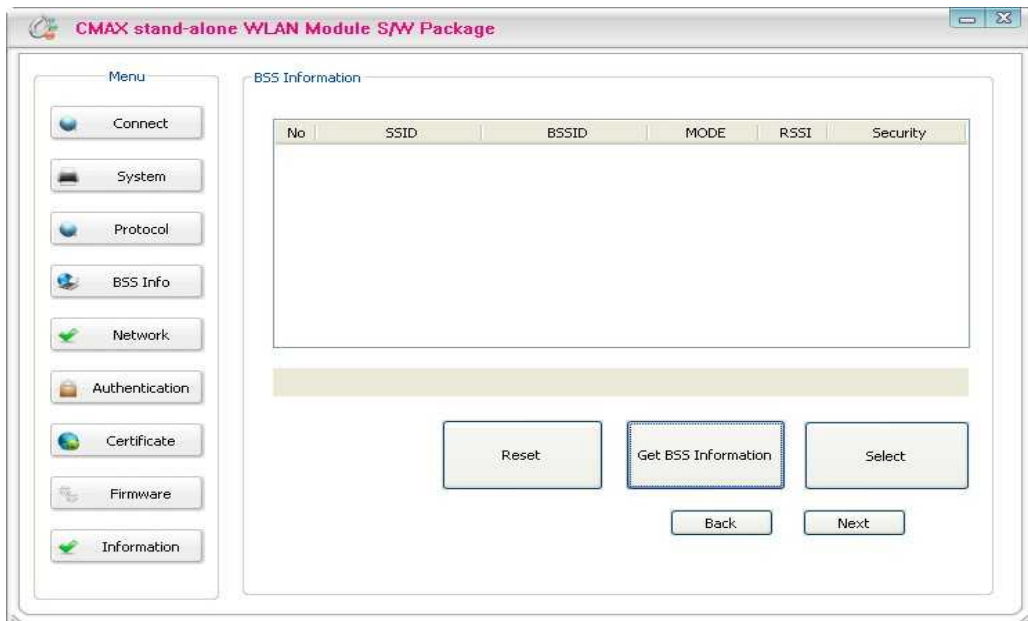 CMAX stand-alone WLAN Module S/W Package
Menu
Connect
System
Protocol
BSS Info
Network
Authentication
Certificate
Firmware
Information
BSS Information
No SSID BSSID MODE RSSI Security
Reset Get BSS Information Select
Back Next